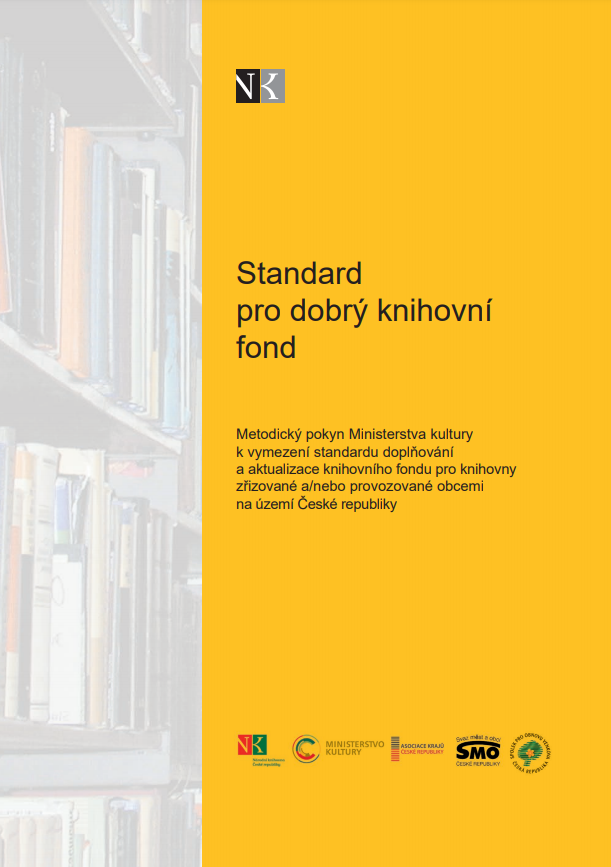 NK
Standard
pro dobrý knihovní
fond
Metodický pokyn Ministerstva kultury
k vymezení standardu doplňování
a aktualizace knihovního fondu pro knihovny
zřizované a/nebo provozované obcemi
na území České republiky
NK
Národní knihovna
České republiky
MINISTERSTVO
KULTURY
ASOCIACE KRAJŮ
ČESKÉ REPUBLIKY
Svaz měst a obcí
SMO
ČESKÉ REPUBLIKY
SPOLEK PRO OBNOVU VENKOVA
ČESKÁ REPUBLIKA